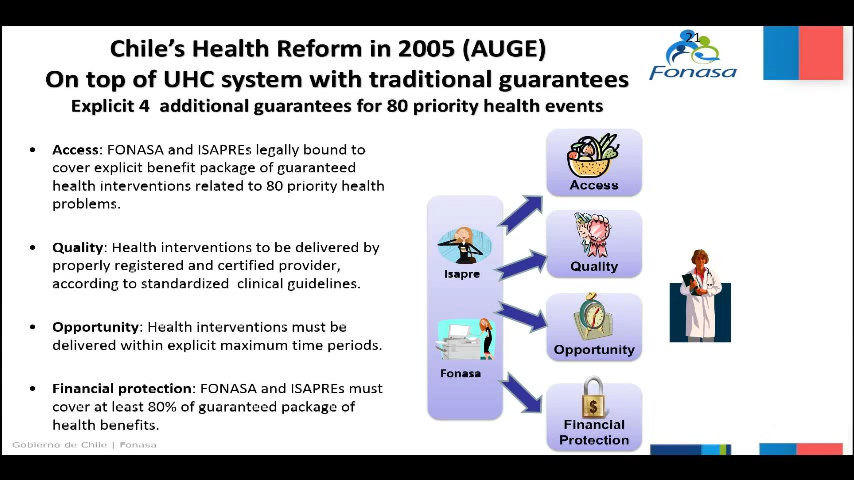 Chile's Health Reform in 2005 (AUGE)
On top of UHC system with traditional guarantees
Explicit 4 additional guarantees for 80 priority health events
21
Fonasa
• Access: FONASA and ISAPREs legally bound to
cover explicit benefit package of guaranteed
health interventions related to 80 priority health
problems.
• Quality: Health interventions to be delivered by
properly registered and certified provider,
according to standardized clinical guidelines.
• Opportunity: Health interventions must be
delivered within explicit maximum time periods.
• Financial protection: FONASA and ISAPREs must
cover at least 80% of guaranteed package of
health benefits.
Isapre
Fonasa
Access
Quality
Opportunity
$
Financial
Protection
Gobierno de Chile | Fonasa